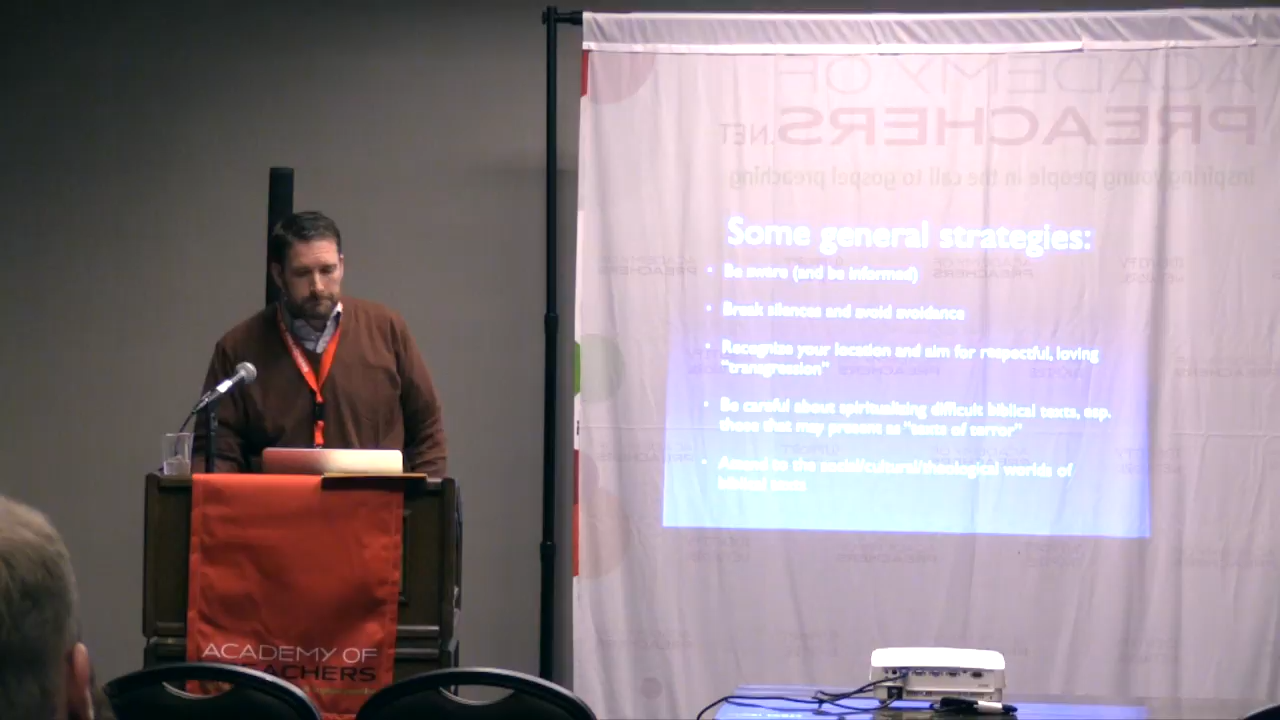 ACADEMY OF
PREACHERS.NET
Inspiring young people in the call to gospel preaching
Some general strategies:
• Be aware (and be informed)
• Break silences and avoid avoidance
• Recognize your location and aim for respectful, loving
"transgression"
• Be careful about spiritualizing difficult biblical texts, esp.
those that may present as "texts of terror"
• Attend to the social/cultural/theological worlds of
biblical texts
ACADEMY OF
PREACHERS